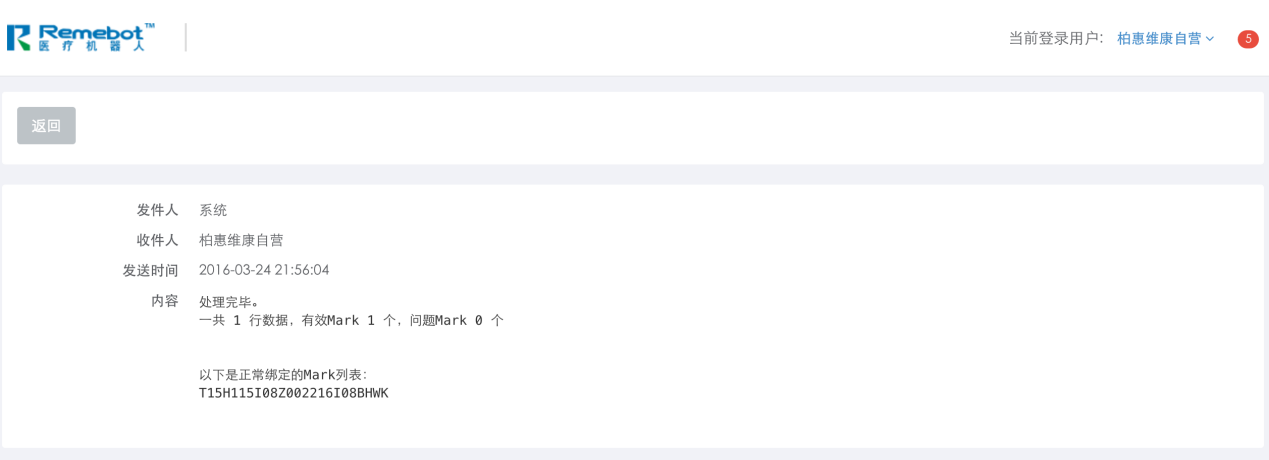 Remebot™
医疗机器人
当前登录用户: 柏惠维康自营 5
返回
发件人 系统
收件人 柏惠维康自营
发送时间 2016-03-24 21:56:04
内容 处理完毕。
一共 1 行数据，有效Mark 1 个，问题Mark 0 个
以下是正常绑定的Mark列表：
T15H115I08Z002216I08BHWK